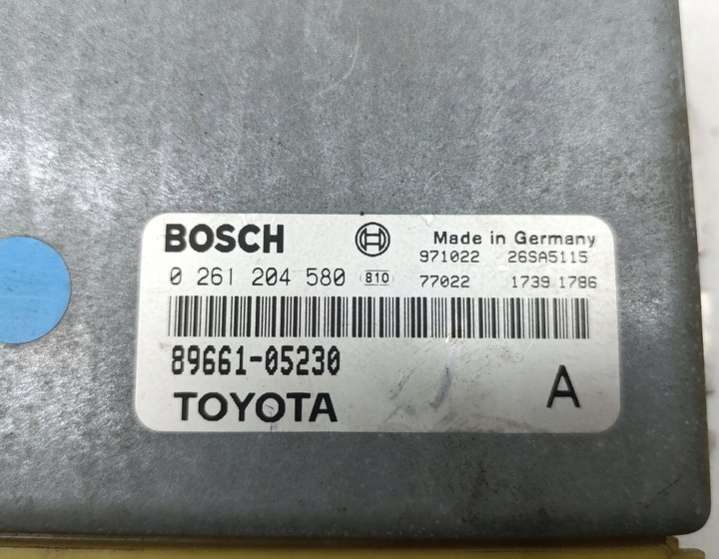 BOSCH
Made in Germany
971022 26SA5115
0 261 204 580 810 77022 1739 1786
89661-05230
TOYOTA A